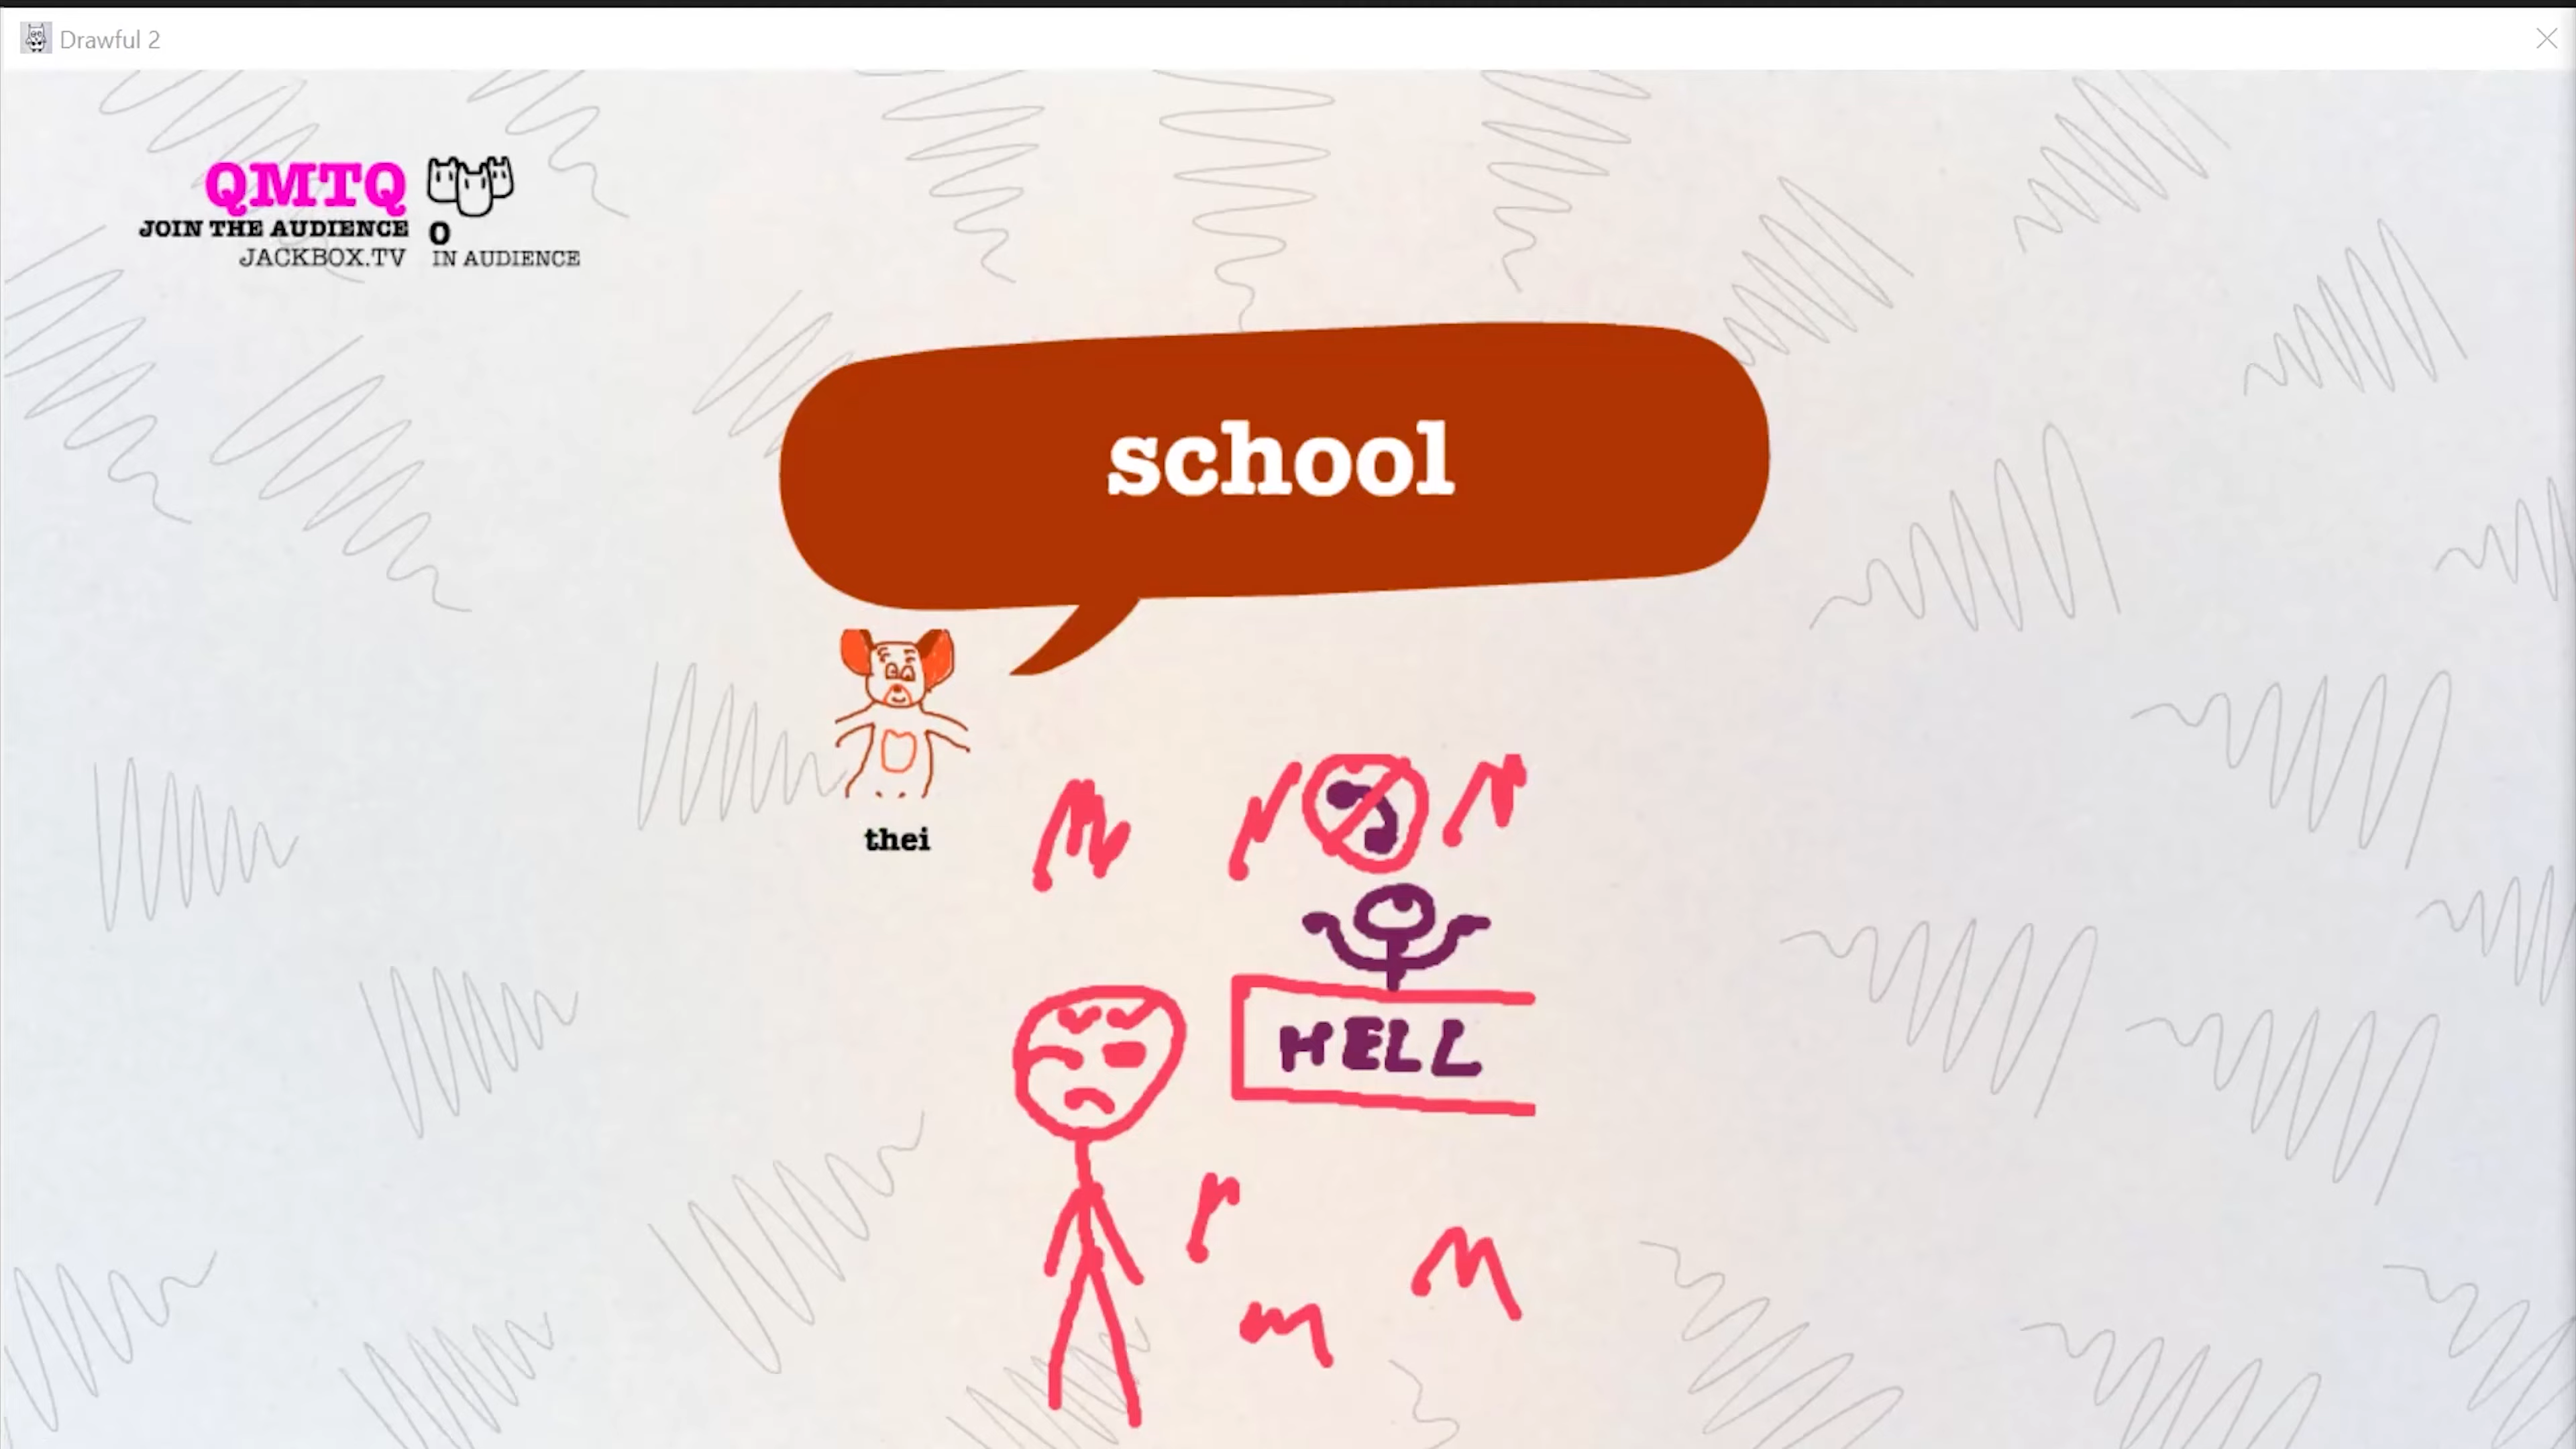 Drawful 2
QMTQ
JOIN THE AUDIENCE
JACKBOX.TV
0
IN AUDIENCE
school
thei
HELL